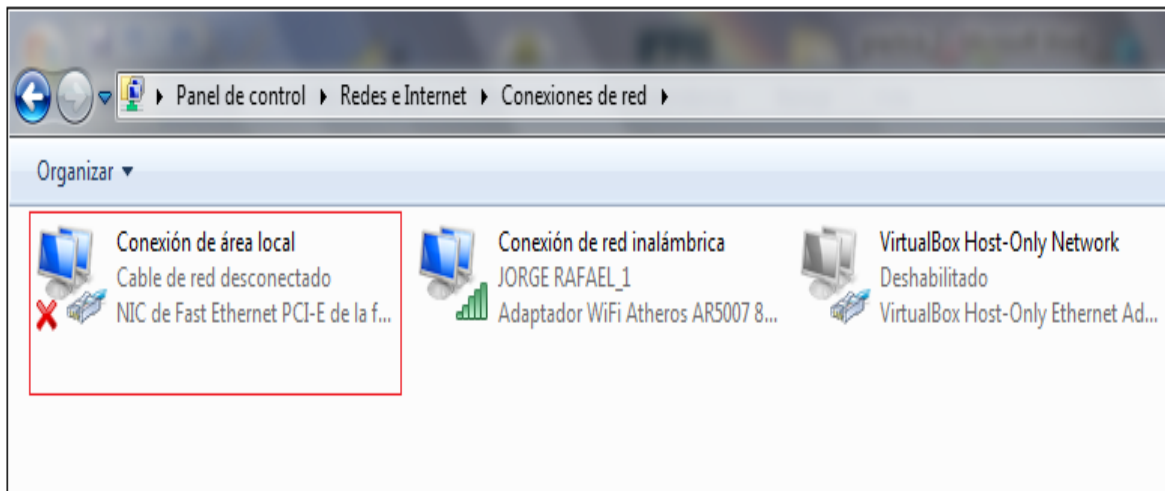 Panel de control ▸ Redes e Internet ▸ Conexiones de red ▸
Organizar ▾
Conexión de área local
Cable de red desconectado
NIC de Fast Ethernet PCI-E de la f...
Conexión de red inalámbrica
JORGE RAFAEL_1
Adaptador WiFi Atheros AR5007 8...
VirtualBox Host-Only Network
Deshabilitado
VirtualBox Host-Only Ethernet Ad...